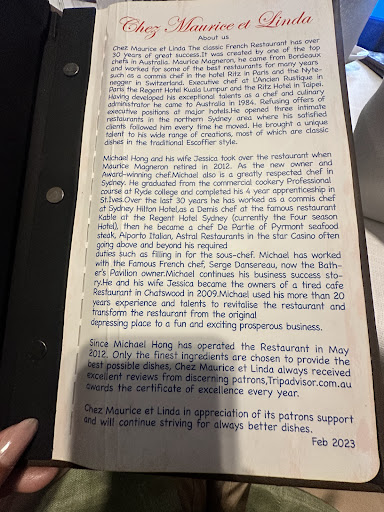 Chez Maurice et Linda
About us
Chez Maurice et Linda The classic French Restaurant has over
30 years of great success.It was created by one of the top
chefs in Australia. Maurice Magneron, he came from Bordeaux
and worked for some of the best restaurants for many years
such as a commis chef in the hotel Ritz in Paris and the Nyte-
negger in Switzerland, Executive chef at L'Ancien Rustique in
Paris the Regent Hotel Kuala Lumpur and the Ritz Hotel in Taipei.
Having developed his exceptional talents as a chef and culinary
administrator he came to Australia in 1984. Refusing offers of
executive positions at major hotels.He opened three intimate
restaurants in the northern Sydney area where his satisfied
clients followed him every time he moved. He brought a unique
talent to his wide range of creations, most of which are classic
dishes in the traditional Escoffier style.
Michael Hong and his wife Jessica took over the restaurant when
Maurice Magneron retired in 2012. As the new owner and
Award-winning chef.Michael also is a greatly respected chef in
Sydney. He graduated from the commercial cookery Professional
course at Ryde college and completed his 4 year apprenticeship in
St.Ives.Over the last 30 years he has worked as a commis chef
at Sydney Hilton Hotel,as a Demis chef at the famous restaurant
Kable at the Regent Hotel Sydney (currently the Four season
Hotel), then he became a chef De Partie of Pyrmont seafood
steak, Alporto Italian, Astral Restaurants in the star Casino often
going above and beyond his required
duties such as filling in for the sous-chef. Michael has worked
with the Famous French chef, Serge Dansereau, now the Bath-
er's Pavilion owner.Michael continues his business success sto-
ry.He and his wife Jessica became the owners of a tired cafe
Restaurant in Chatswood in 2009.Michael used his more than 20
years experience and talents to revitalise the restaurant and
transform the restaurant from the original
depressing place to a fun and exciting prosperous business.
Since Michael Hong has operated the Restaurant in May
2012. Only the finest ingredients are chosen to provide the
best possible dishes, Chez Maurice et Linda always received
excellent reviews from discerning patrons,Tripadvisor.com.au
awards the certificate of excellence every year.
Chez Maurice et Linda in appreciation of its patrons support
and will continue striving for always better dishes.
Feb 2023